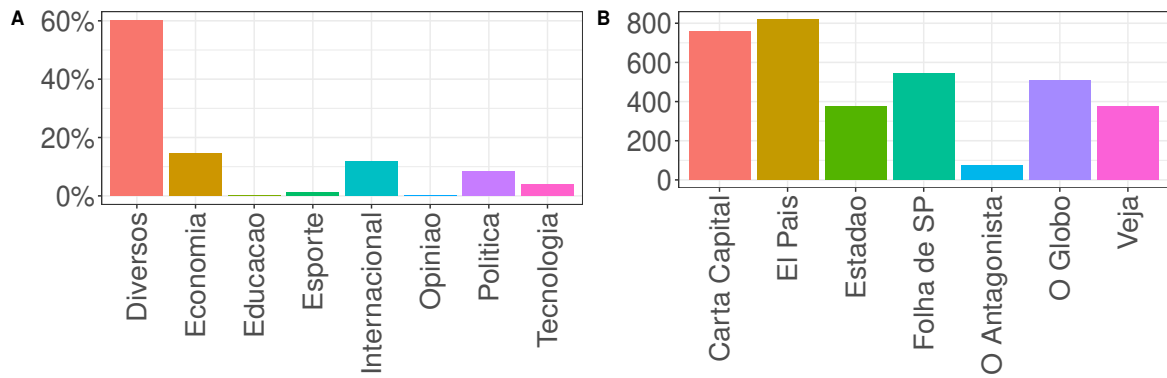 A
60%
40%
20%
0%
Diversos
Economia
Educacao
Esporte
Internacional
Opiniao
Politica
Tecnologia
B
800
600
400
200
0
Carta Capital
El Pais
Estadao
Folha de SP
O Antagonista
O Globo
Veja